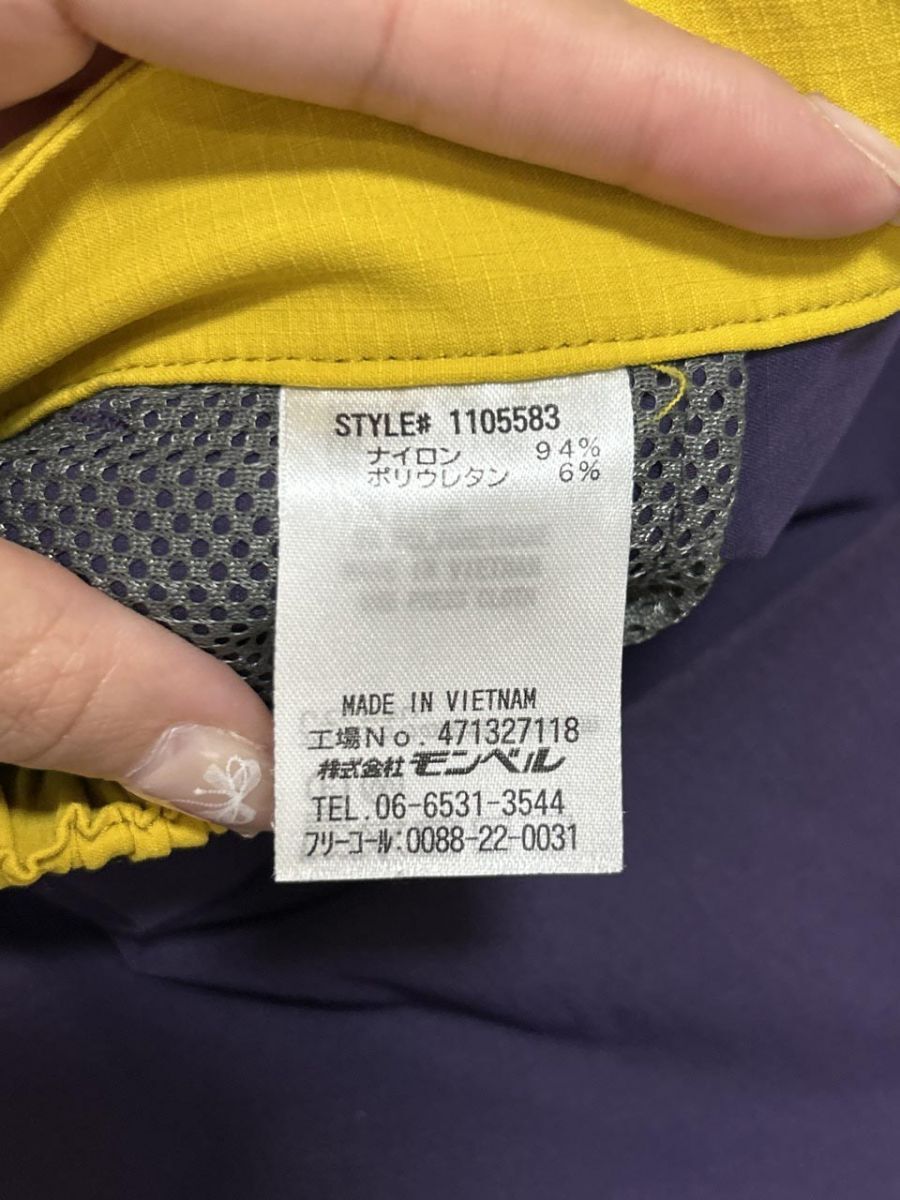 STYLE# 1105583
ナイロン 94%
ポリウレタン 6%
MADE IN VIETNAM
工場No. 471327118
株式会社モンベル
TEL.06-6531-3544
フリーコール:0088-22-0031